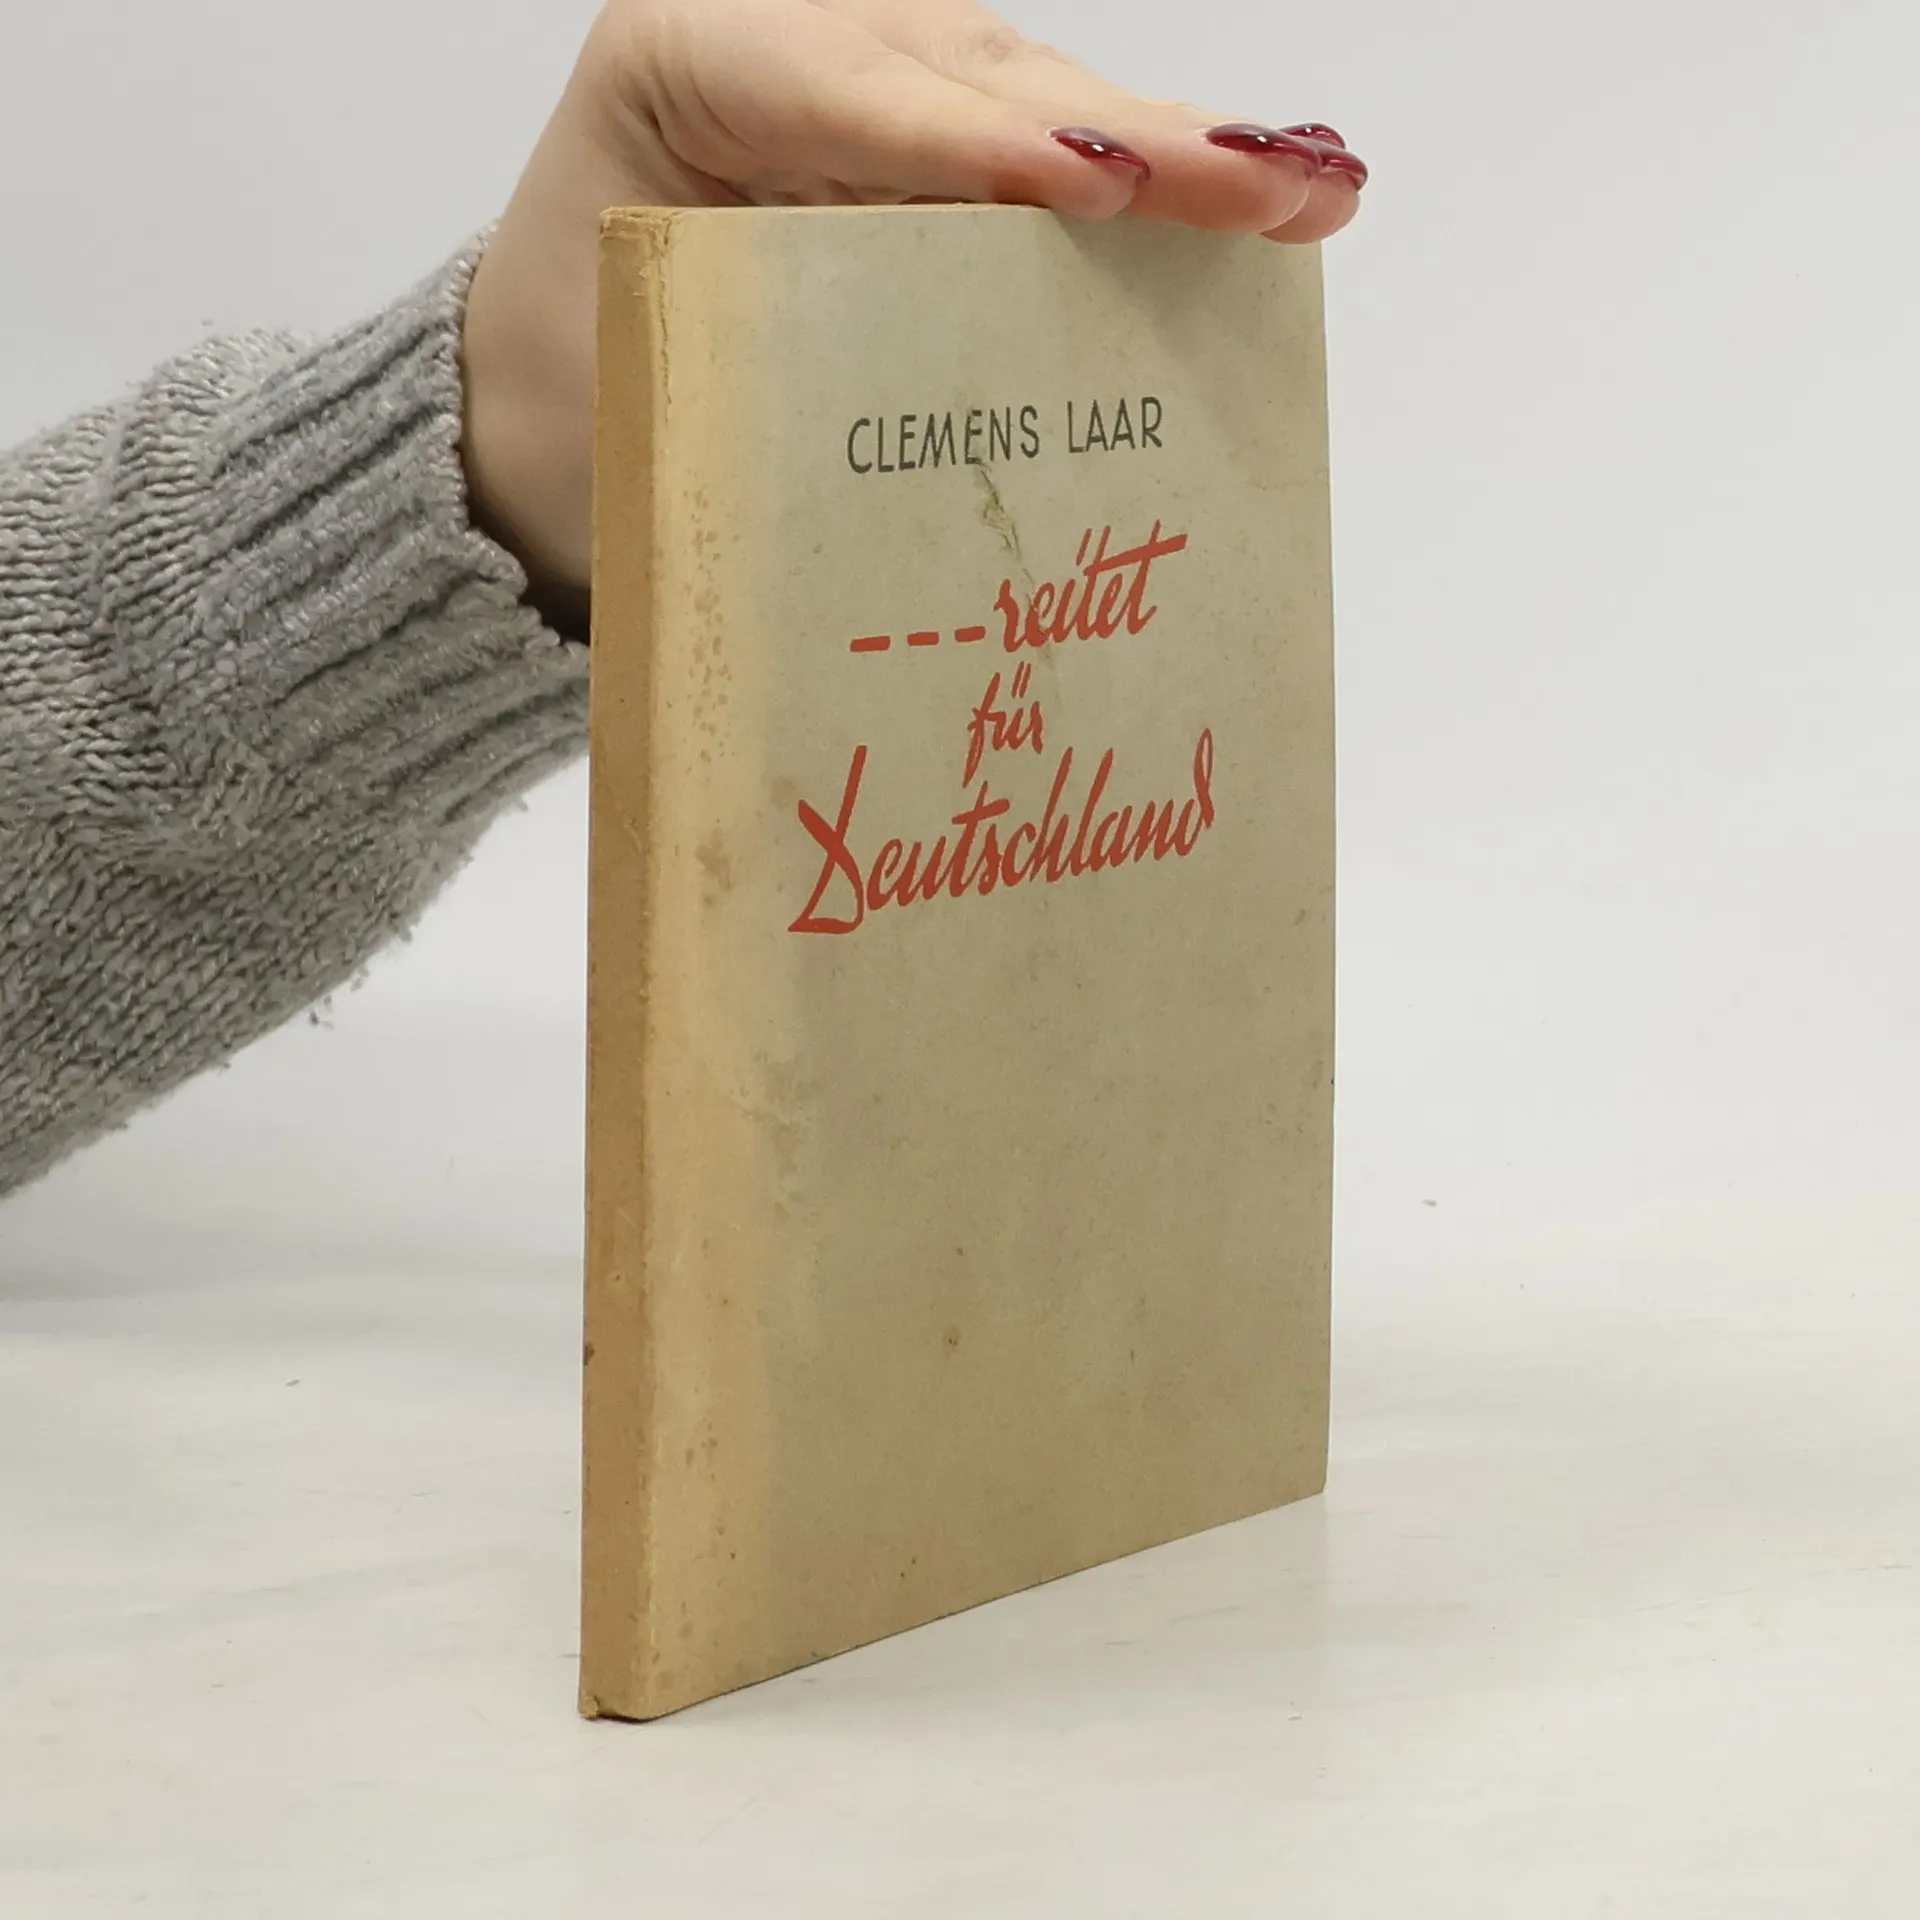 CLEMENS LAAR
---reitet
für
Deutschland